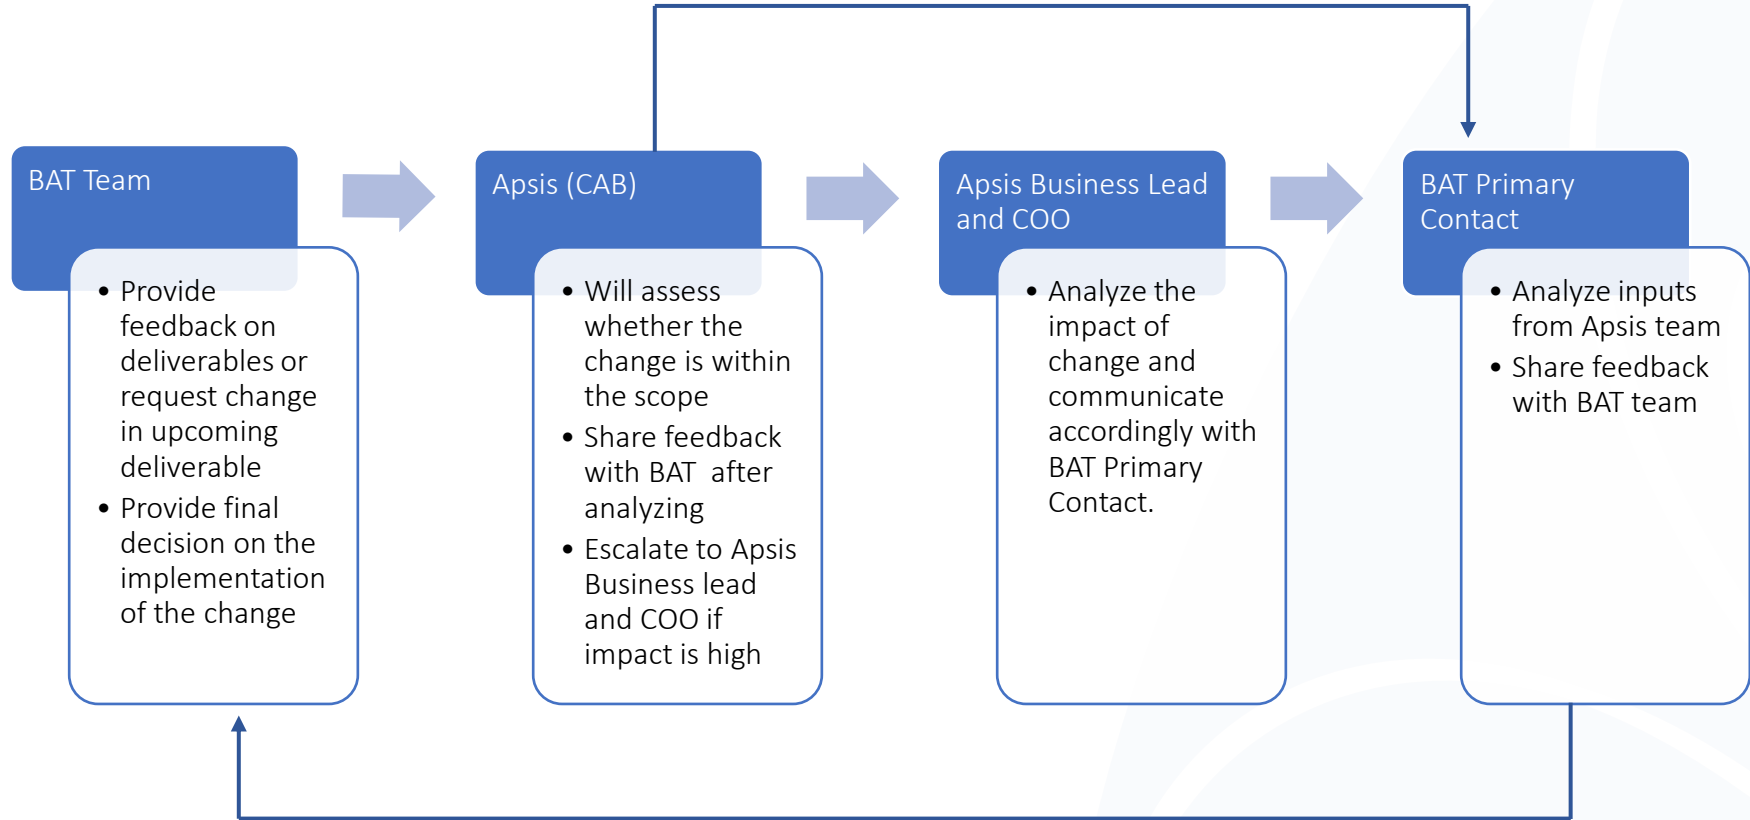 BAT Team
• Provide
feedback on
deliverables or
request change
in upcoming
deliverable
• Provide final
decision on the
implementation
of the change
Apsis (CAB)
• Will assess
whether the
change is within
the scope
• Share feedback
with BAT  after
analyzing
• Escalate to Apsis
Business lead
and COO if
impact is high
Apsis Business Lead
and COO
• Analyze the
impact of
change and
communicate
accordingly with
BAT Primary
Contact.
BAT Primary
Contact
• Analyze inputs
from Apsis team
• Share feedback
with BAT team